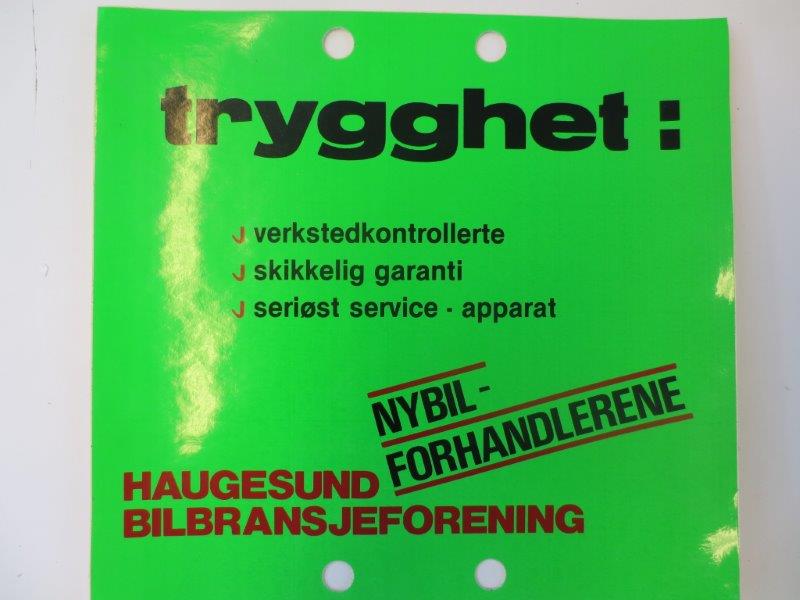 trygghet :
verkstedkontrollerte
skikkelig garanti
seriøst service - apparat
NYBIL-
FORHANDLERENE
HAUGESUND
BILBRANSJEFORENING